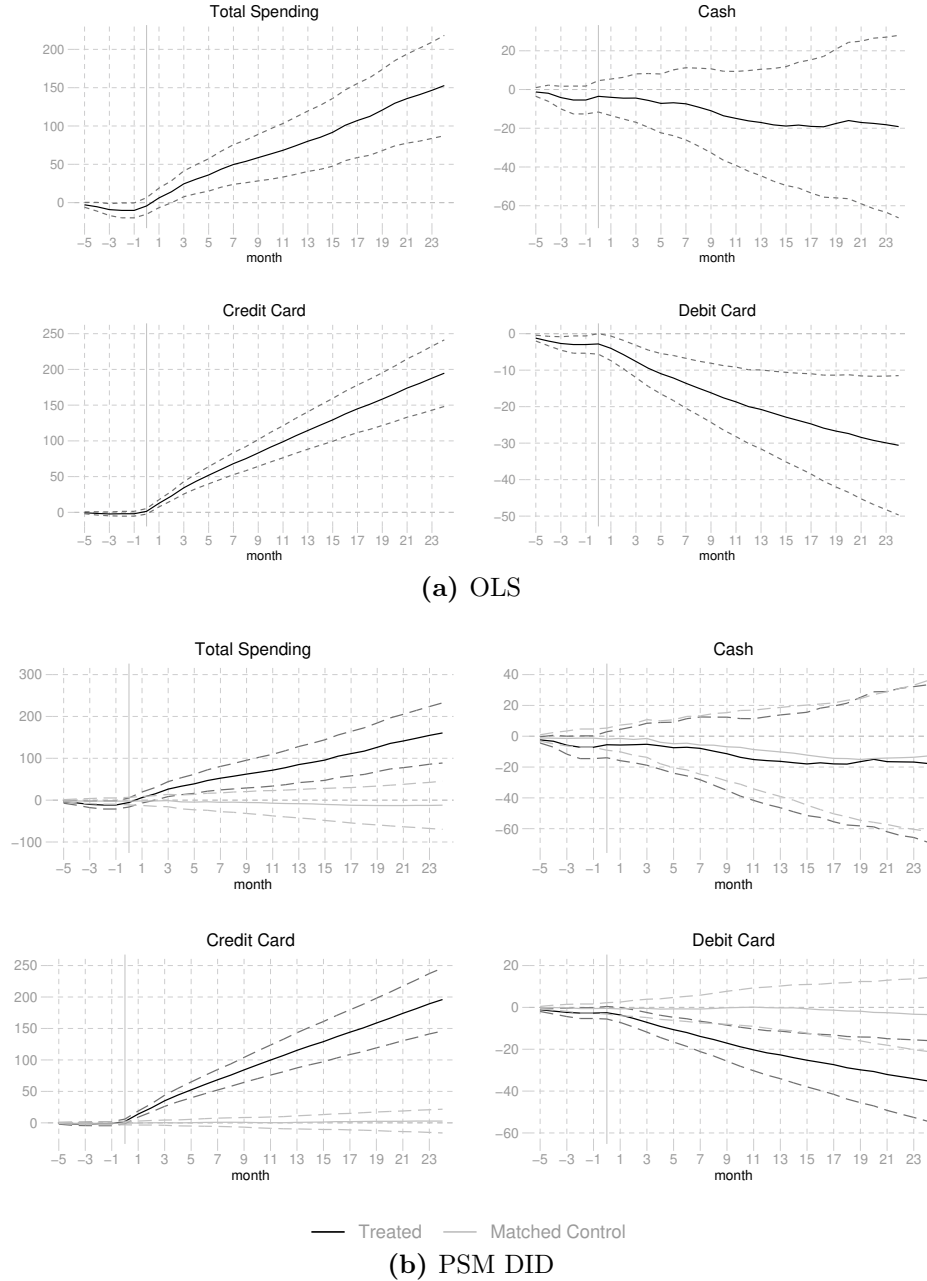 Total Spending
200
150
100
50
0
−5 −3 −1 1 3 5 7 9 11 13 15 17 19 21 23
month
Cash
20
0
−20
−40
−60
−5 −3 −1 1 3 5 7 9 11 13 15 17 19 21 23
month
Credit Card
250
200
150
100
50
0
−5 −3 −1 1 3 5 7 9 11 13 15 17 19 21 23
month
Debit Card
0
−10
−20
−30
−40
−50
−5 −3 −1 1 3 5 7 9 11 13 15 17 19 21 23
month
(a) OLS
Total Spending
300
200
100
0
−100
−5 −3 −1 1 3 5 7 9 11 13 15 17 19 21 23
month
Cash
40
20
0
−20
−40
−60
−5 −3 −1 1 3 5 7 9 11 13 15 17 19 21 23
month
Credit Card
250
200
150
100
50
0
−5 −3 −1 1 3 5 7 9 11 13 15 17 19 21 23
month
Debit Card
20
0
−20
−40
−60
−5 −3 −1 1 3 5 7 9 11 13 15 17 19 21 23
month
Treated Matched Control
(b) PSM DID